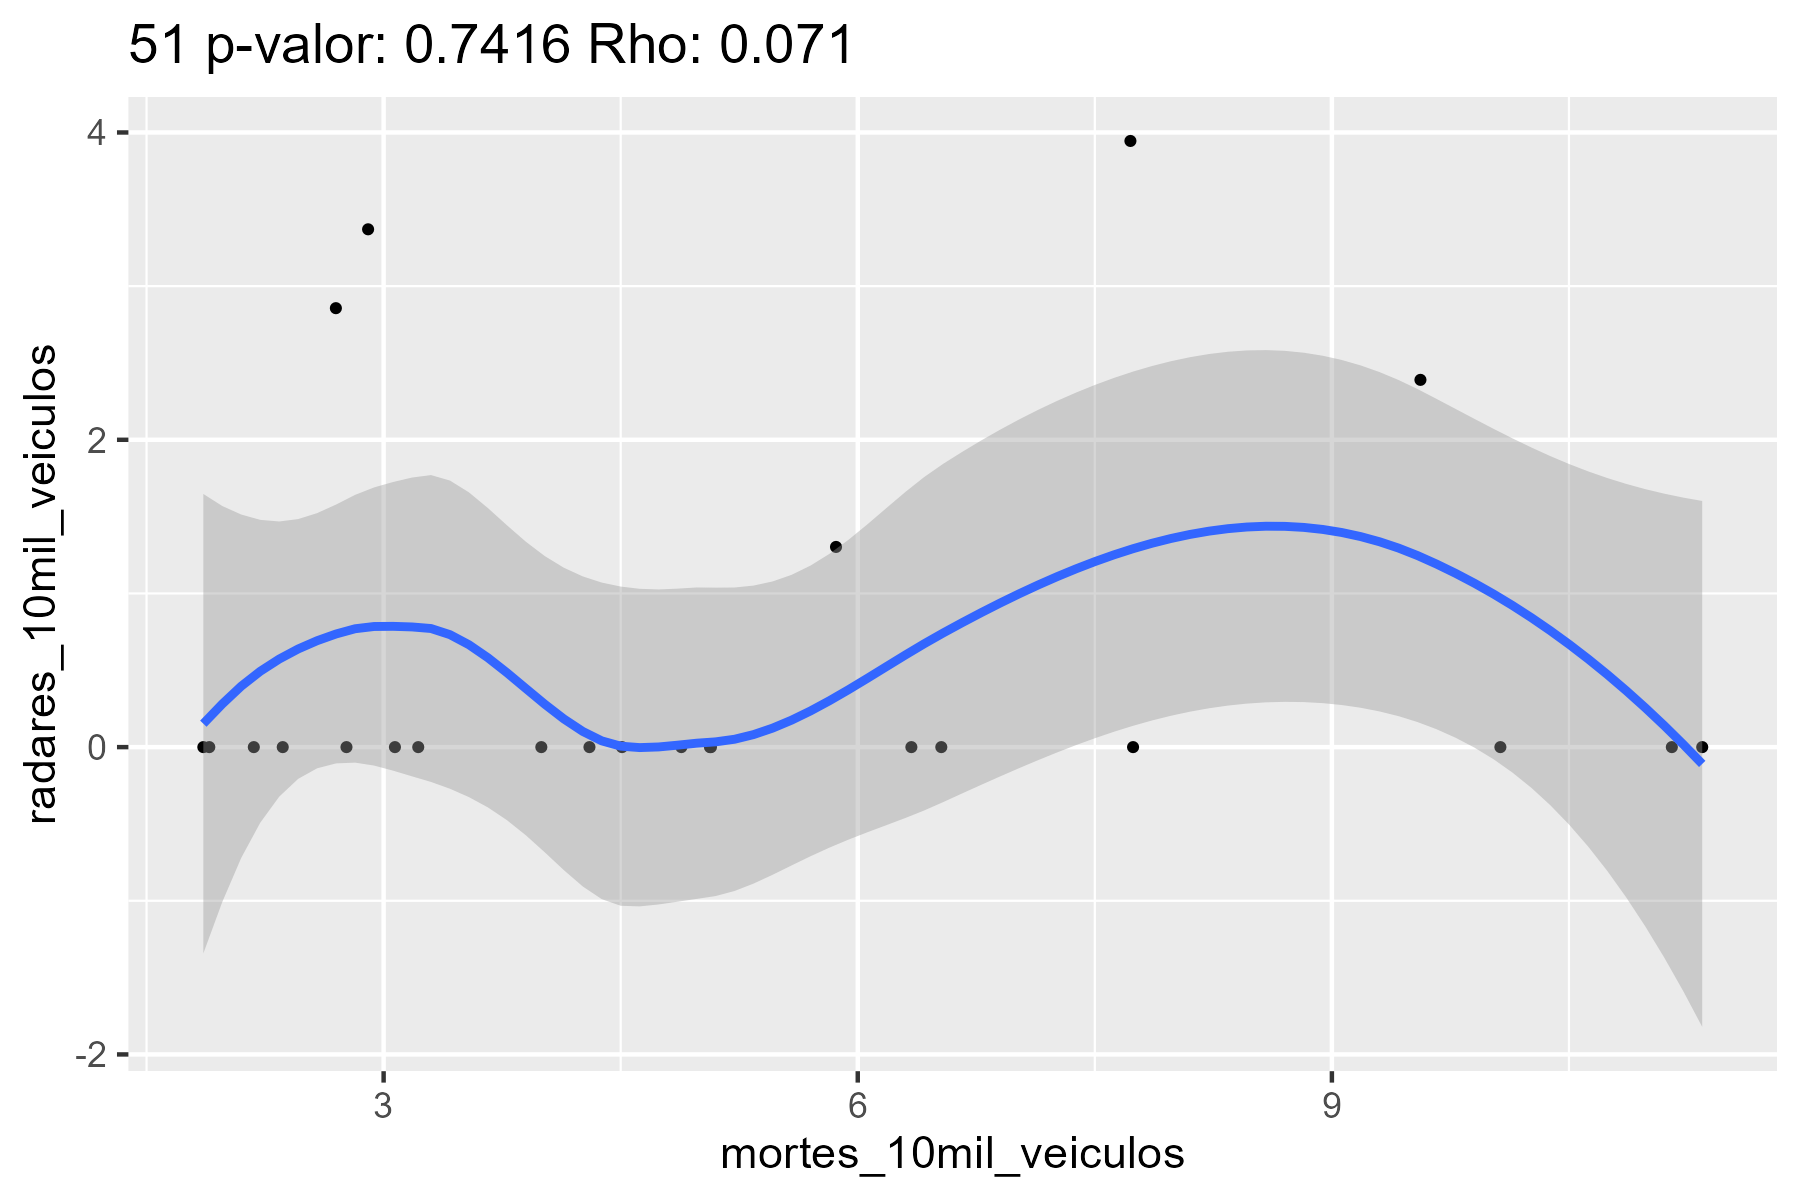 51 p-valor: 0.7416 Rho: 0.071
4
2
0
-2
radares_10mil_veiculos
3 6 9
mortes_10mil_veiculos